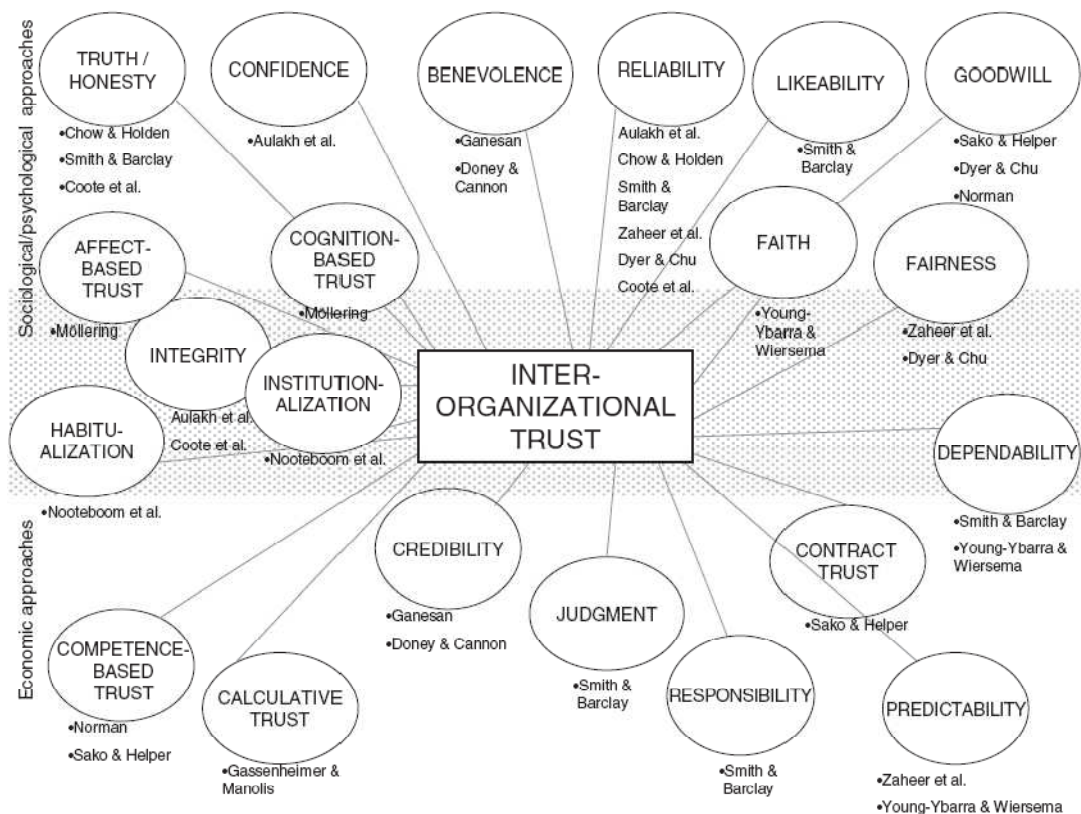 Sociological/psychological approaches
TRUTH /
HONESTY
•Chow & Holden
•Smith & Barclay
•Coote et al.
CONFIDENCE
•Aulakh et al.
BENEVOLENCE
•Ganesan
•Doney &
Cannon
RELIABILITY
Aulakh et al.
Chow & Holden
Smith &
Barclay
Zaheer et al.
Dyer & Chu
Coote et al.
LIKEABILITY
•Smith &
Barclay
GOODWILL
•Sako & Helper
•Dyer & Chu
•Norman
AFFECT-
BASED
TRUST
•Möllering
COGNITION-
BASED
TRUST
•Möllering
FAITH
•Young-
Ybarra &
Wiersema
FAIRNESS
•Zaheer et al.
•Dyer & Chu
INTEGRITY
Aulakh et al.
Coote et al.
INSTITUTION-
ALIZATION
•Nooteboom et al.
INTER-
ORGANIZATIONAL
TRUST
HABITU-
ALIZATION
•Nooteboom et al.
DEPENDABILITY
•Smith & Barclay
•Young-Ybarra &
Wiersema
Economic approaches
CREDIBILITY
•Ganesan
•Doney & Cannon
JUDGMENT
•Smith &
Barclay
CONTRACT
TRUST
•Sako & Helper
COMPETENCE-
BASED
TRUST
•Norman
•Sako & Helper
CALCULATIVE
TRUST
•Gassenheimer &
Manolis
RESPONSIBILITY
•Smith &
Barclay
PREDICTABILITY
•Zaheer et al.
•Young-Ybarra & Wiersema